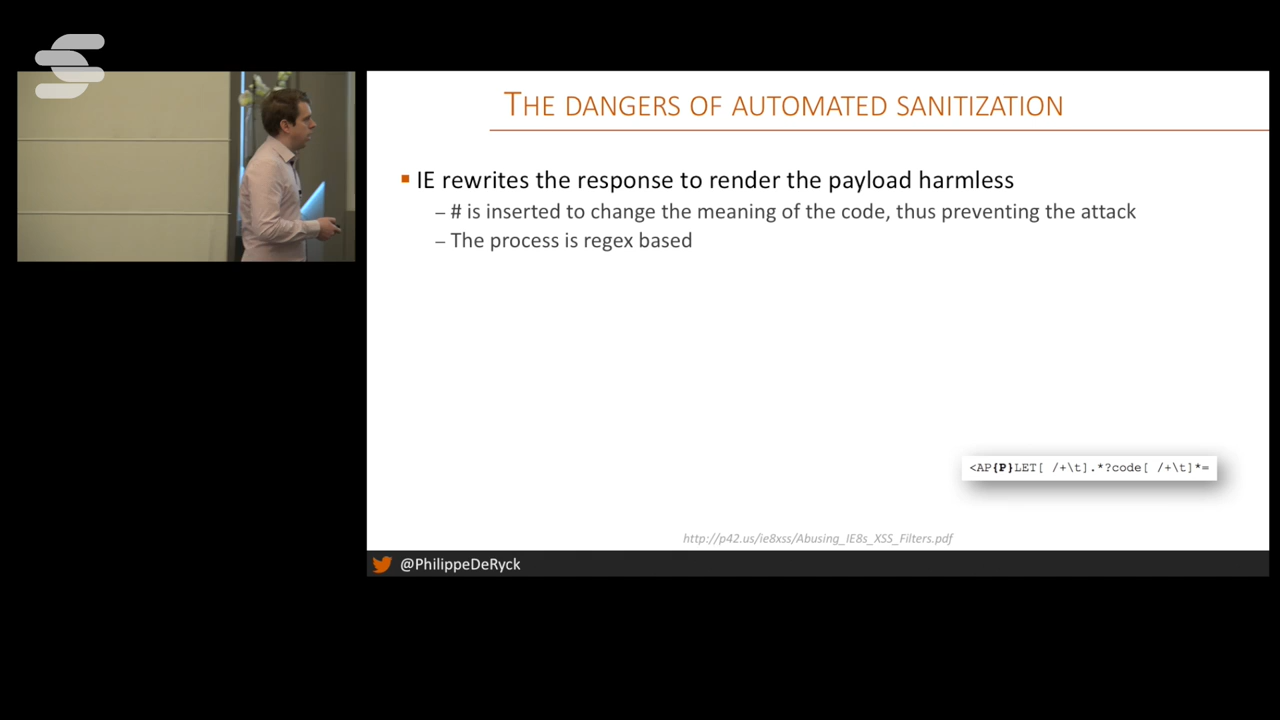 THE DANGERS OF AUTOMATED SANITIZATION
▪ IE rewrites the response to render the payload harmless
– # is inserted to change the meaning of the code, thus preventing the attack
– The process is regex based
<AP{P}LET[ /+\t].*?code[ /+\t]*=
http://p42.us/ie8xss/Abusing_IE8s_XSS_Filters.pdf
@PhilippeDeRyck